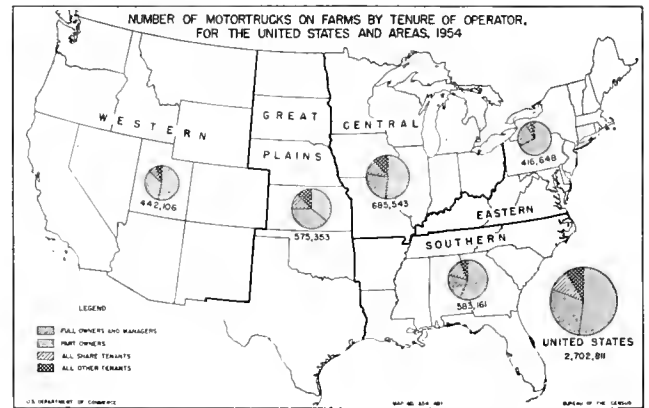 NUMBER OF MOTORTRUCKS ON FARMS BY TENURE OF OPERATOR,
FOR THE UNITED STATES AND AREAS, 1954
WESTERN
GREAT
PLAINS
CENTRAL
EASTERN
SOUTHERN
416,648
442,106
685,543
575,353
583,161
UNITED STATES
2,702,811
LEGEND
FULL OWNERS AND MANAGERS
PART OWNERS
ALL SHARE TENANTS
ALL OTHER TENANTS
U.S. DEPARTMENT OF COMMERCE
MAP NO.
BUREAU OF THE CENSUS